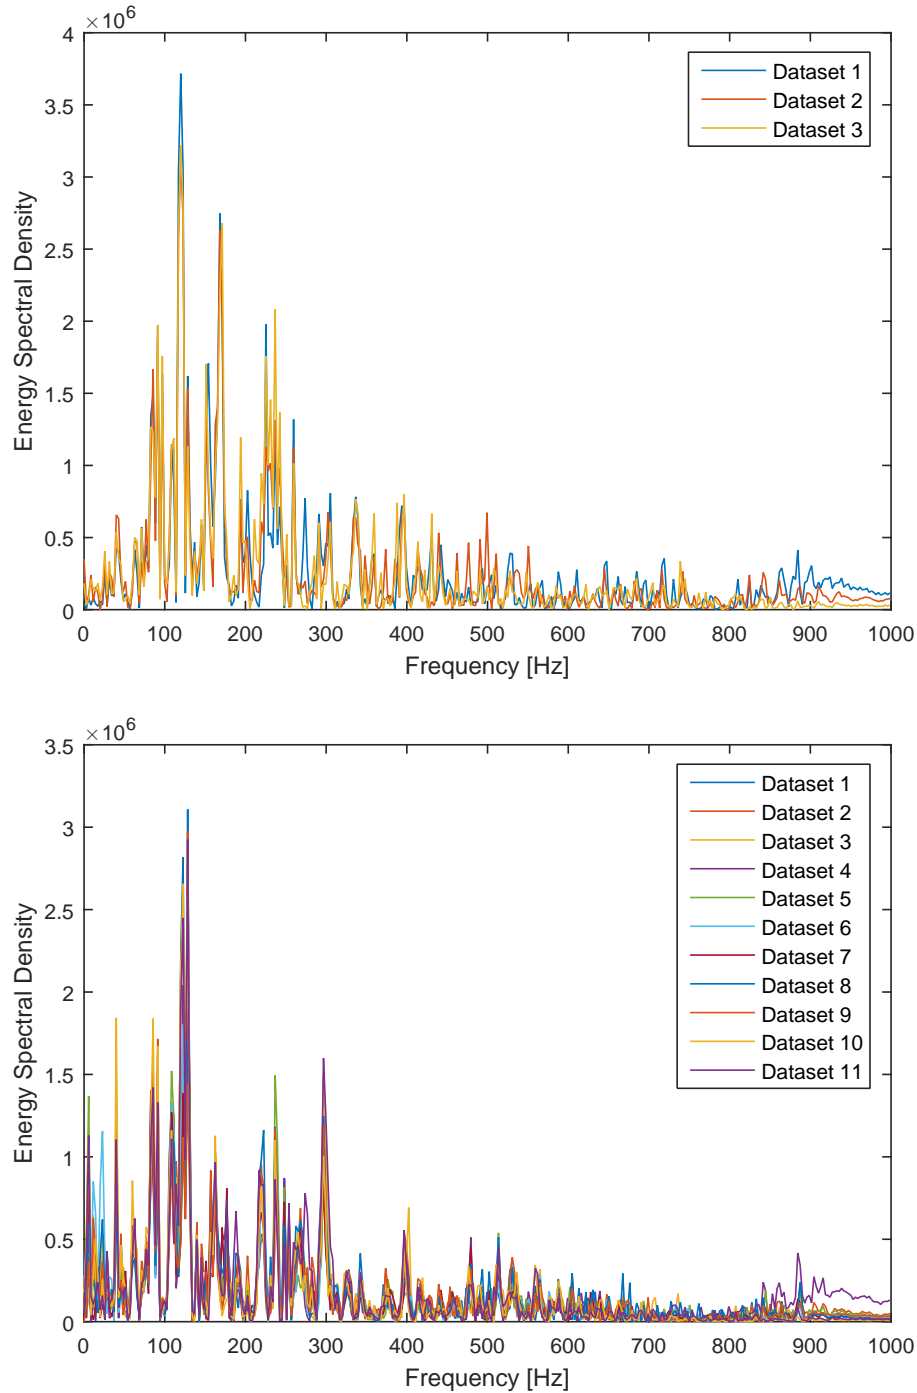 ×10⁶
4
3.5
3
2.5
2
1.5
1
0.5
0
Energy Spectral Density
0 100 200 300 400 500 600 700 800 900 1000
Frequency [Hz]
Dataset 1
Dataset 2
Dataset 3
×10⁶
3.5
3
2.5
2
1.5
1
0.5
0
Energy Spectral Density
0 100 200 300 400 500 600 700 800 900 1000
Frequency [Hz]
Dataset 1
Dataset 2
Dataset 3
Dataset 4
Dataset 5
Dataset 6
Dataset 7
Dataset 8
Dataset 9
Dataset 10
Dataset 11